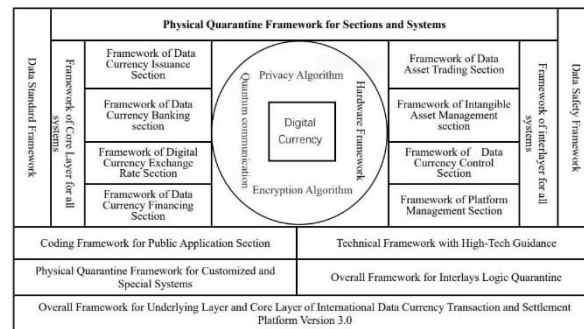 Physical Quarantine Framework for Sections and Systems
Data Standard Framework
Framework of Core Layer for all
systems
Framework of Data
Currency Issuance
Section
Framework of Data
Currency Banking
section
Framework of Digital
Currency Exchange
Rate Section
Framework of Data
Currency Financing
Section
Quantum communication
Privacy Algorithm
Digital
Currency
Encryption Algorithm
Hardware Framework
Framework of Data
Asset Trading Section
Framework of Intangible
Asset Management
section
Framework of Data
Currency Control
Section
Framework of Platform
Management Section
Framework of interlayer for all
systems
Data Safety Framework
Coding Framework for Public Application Section
Technical Framework with High-Tech Guidance
Physical Quarantine Framework for Customized and
Special Systems
Overall Framework for Interlays Logic Quarantine
Overall Framework for Underlying Layer and Core Layer of International Data Currency Transaction and Settlement
Platform Version 3.0